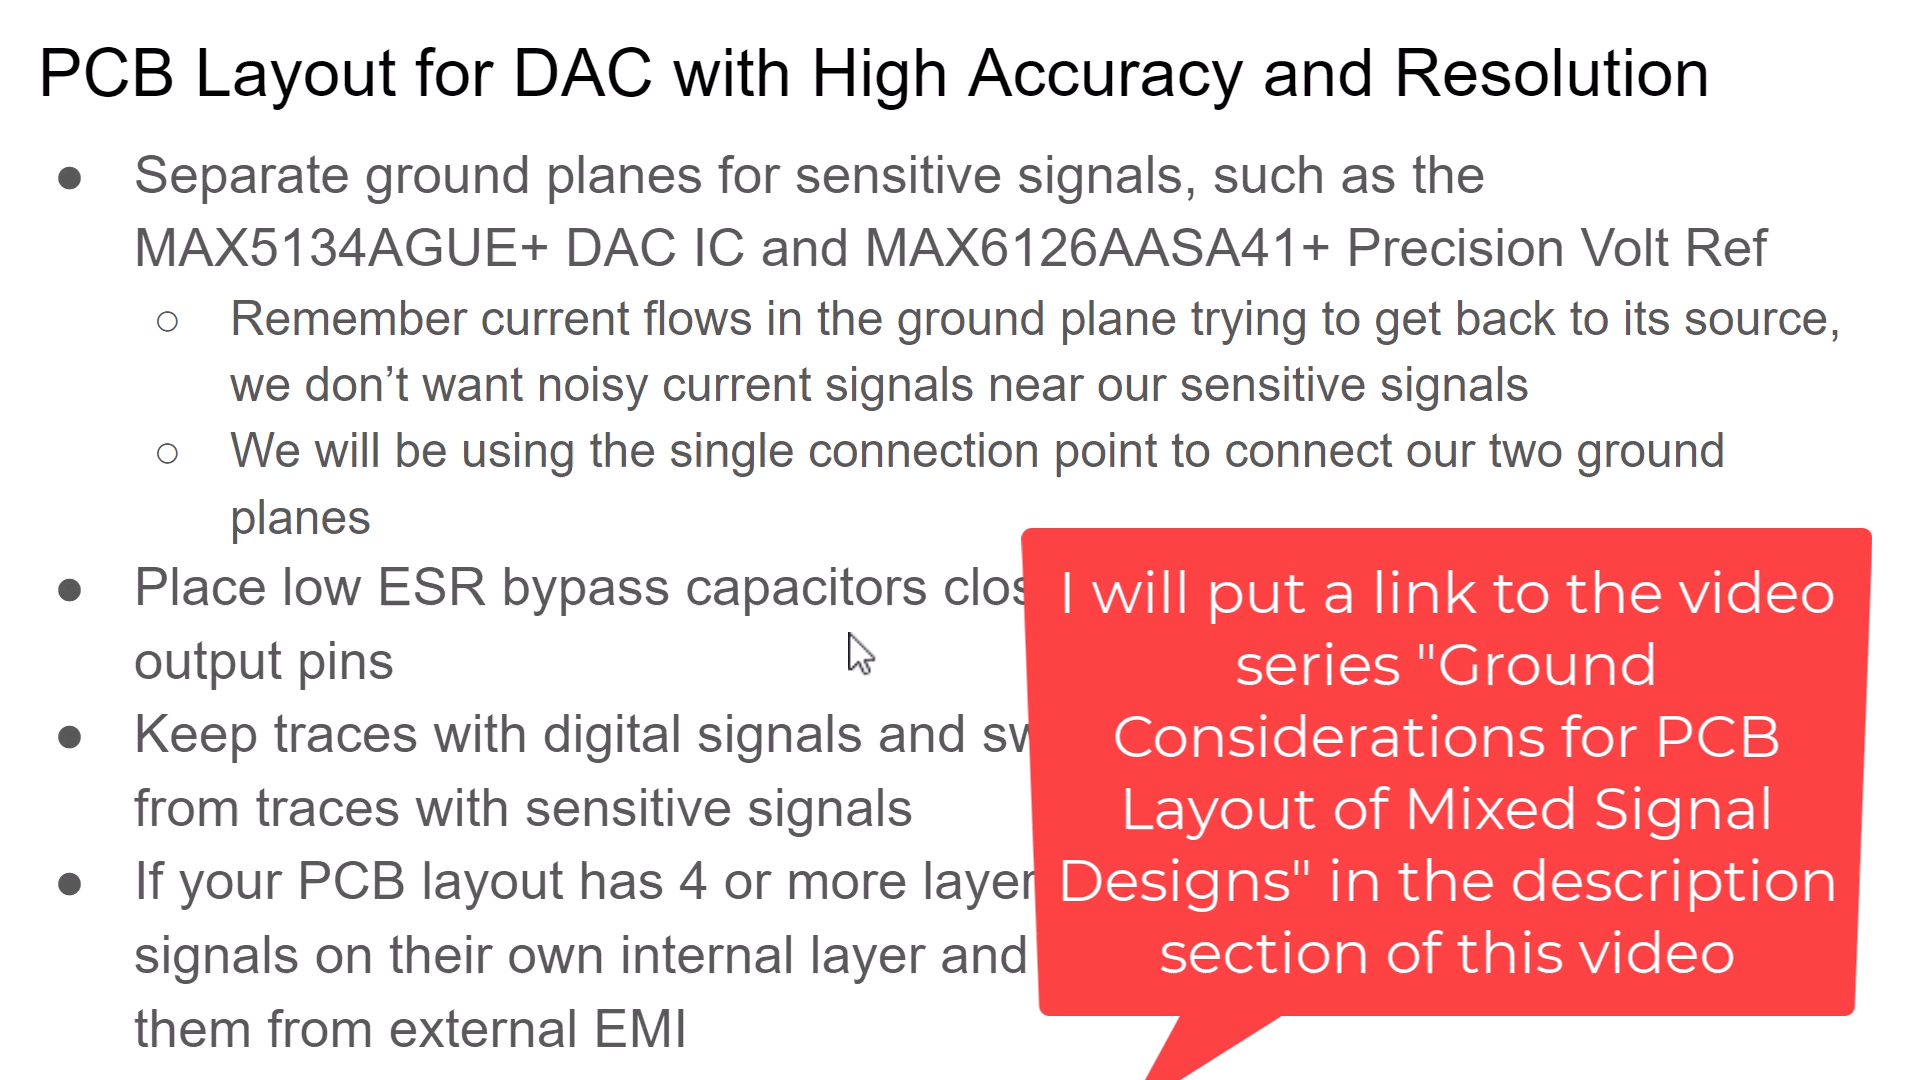 PCB Layout for DAC with High Accuracy and Resolution
● Separate ground planes for sensitive signals, such as the
MAX5134AGUE+ DAC IC and MAX6126AASA41+ Precision Volt Ref
○ Remember current flows in the ground plane trying to get back to its source,
we don’t want noisy current signals near our sensitive signals
○ We will be using the single connection point to connect our two ground
planes
● Place low ESR bypass capacitors
output pins
● Keep traces with digital signals and
from traces with sensitive signals
● If your PCB layout has 4 or more
signals on their own internal layer and
them from external EMI
I will put a link to the video
series "Ground
Considerations for PCB
Layout of Mixed Signal
Designs" in the description
section of this video